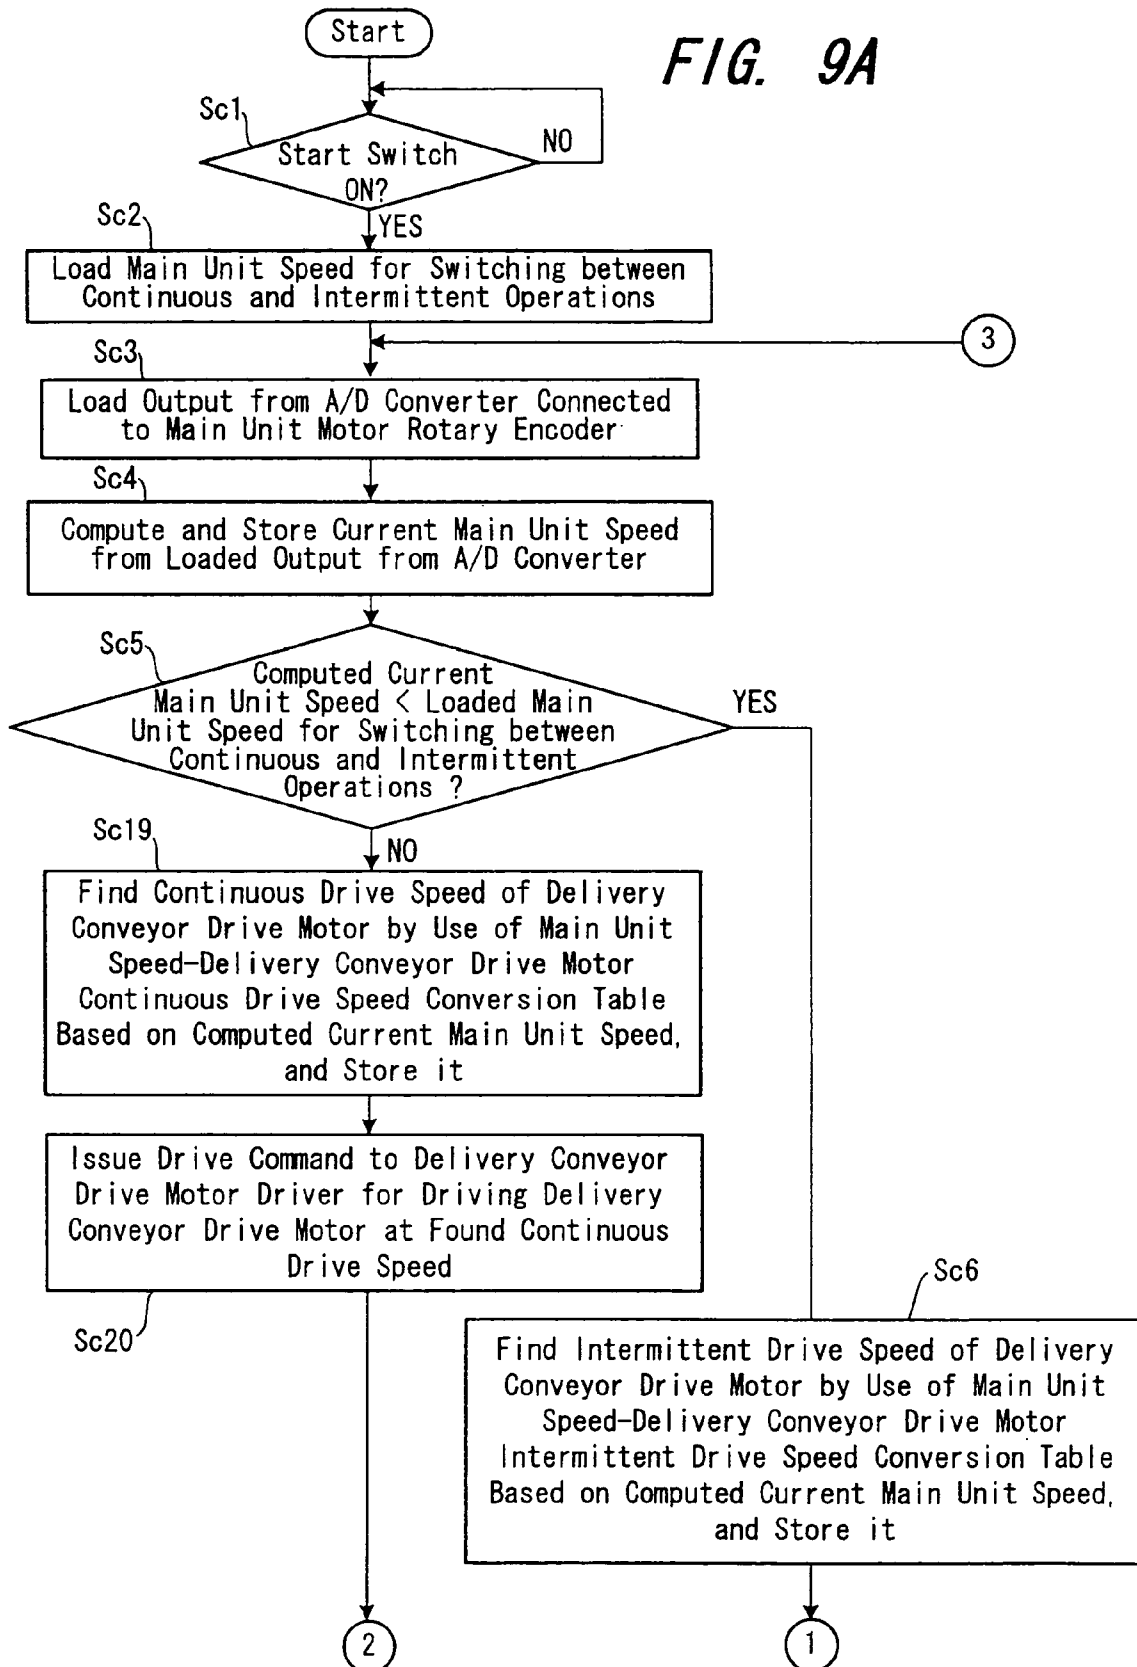 Start
FIG. 9A
Sc1
Start Switch
ON?
NO
YES
Sc2
Load Main Unit Speed for Switching between
Continuous and Intermittent Operations
3
Sc3
Load Output from A/D Converter Connected
to Main Unit Motor Rotary Encoder
Sc4
Compute and Store Current Main Unit Speed
from Loaded Output from A/D Converter
Sc5
Computed Current
Main Unit Speed < Loaded Main
Unit Speed for Switching between
Continuous and Intermittent
Operations ?
YES
NO
Sc19
Find Continuous Drive Speed of Delivery
Conveyor Drive Motor by Use of Main Unit
Speed-Delivery Conveyor Drive Motor
Continuous Drive Speed Conversion Table
Based on Computed Current Main Unit Speed,
and Store it
Issue Drive Command to Delivery Conveyor
Drive Motor Driver for Driving Delivery
Conveyor Drive Motor at Found Continuous
Drive Speed
Sc20
Sc6
Find Intermittent Drive Speed of Delivery
Conveyor Drive Motor by Use of Main Unit
Speed-Delivery Conveyor Drive Motor
Intermittent Drive Speed Conversion Table
Based on Computed Current Main Unit Speed,
and Store it
2
1